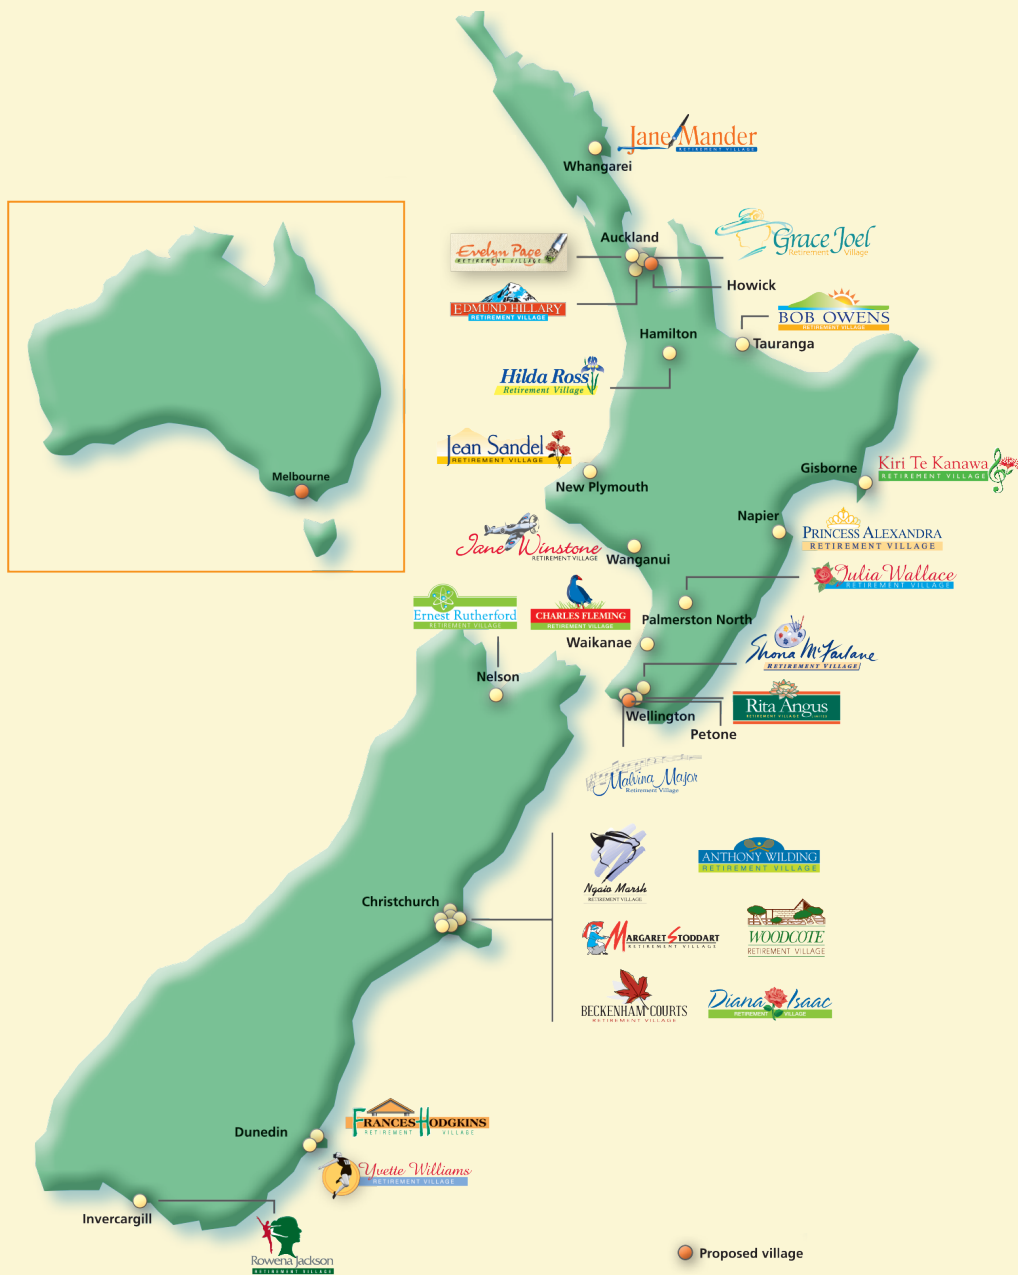 Jane Mander
RETIREMENT VILLAGE
Whangarei
Auckland
Evelyn Page
RETIREMENT VILLAGE
Grace Joel
Retirement Village
Howick
EDMUND HILLARY
RETIREMENT VILLAGE
BOB OWENS
RETIREMENT VILLAGE
Hamilton
Tauranga
Hilda Ross
Retirement Village
Jean Sandel
RETIREMENT VILLAGE
New Plymouth
Gisborne
Kiri Te Kanawa
RETIREMENT VILLAGE
Melbourne
Napier
PRINCESS ALEXANDRA
RETIREMENT VILLAGE
Jane Winstone
RETIREMENT VILLAGE
Wanganui
Julia Wallace
RETIREMENT VILLAGE
Ernest Rutherford
RETIREMENT VILLAGE
CHARLES FLEMING
RETIREMENT VILLAGE
Palmerston North
Waikanae
Shona McFarlane
RETIREMENT VILLAGE
Nelson
Rita Angus
RETIREMENT VILLAGE LIMITED
Wellington
Petone
Malvina Major
Retirement Village
Ngaio Marsh
RETIREMENT VILLAGE
ANTHONY WILDING
RETIREMENT VILLAGE
Christchurch
MARGARET STODDART
RETIREMENT VILLAGE
WOODCOTE
RETIREMENT VILLAGE
BECKENHAM COURTS
RETIREMENT VILLAGE
Diana Isaac
RETIREMENT VILLAGE
Dunedin
FRANCES HODGKINS
RETIREMENT VILLAGE
Yvette Williams
RETIREMENT VILLAGE
Invercargill
Rowena Jackson
RETIREMENT VILLAGE
Proposed village